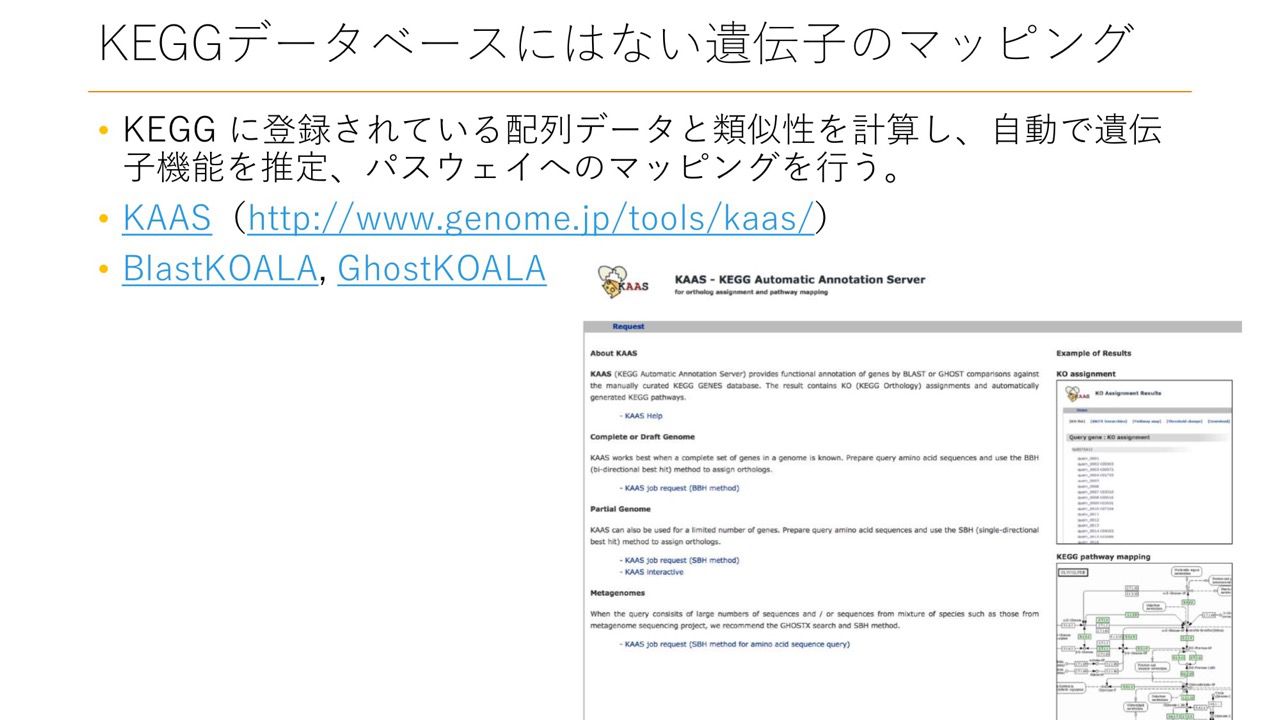 KEGGデータベースにはない遺伝子のマッピング
• KEGG に登録されている配列データと類似性を計算し、自動で遺伝
子機能を推定、パスウェイへのマッピングを行う。
• KAAS（http://www.genome.jp/tools/kaas/）
• BlastKOALA, GhostKOALA
KAAS
KAAS - KEGG Automatic Annotation Server
for ortholog assignment and pathway mapping
Request
About KAAS
KAAS (KEGG Automatic Annotation Server) provides functional annotation of genes by BLAST or GHOST comparisons against
the manually curated KEGG GENES database. The result contains KO (KEGG Orthology) assignments and automatically
generated KEGG pathways.
- KAAS Help
Complete or Draft Genome
KAAS works best when a complete set of genes in a genome is known. Prepare query amino acid sequences and use the BBH
(bi-directional best hit) method to assign orthologs.
- KAAS job request (BBH method)
Partial Genome
KAAS can also be used for a limited number of genes. Prepare query amino acid sequences and use the SBH (single-directional
best hit) method to assign orthologs.
- KAAS job request (SBH method)
- KAAS interactive
Metagenomes
When the query consisits of large numbers of sequences and / or sequences from mixture of species such as those from
metagenome sequencing project, we recommend the GHOSTX search and SBH method.
- KAAS job request (SBH method for amino acid sequence query)
Example of Results
KO assignment
KAAS
KO Assignment Results
Query gene : KO assignment
KEGG pathway mapping